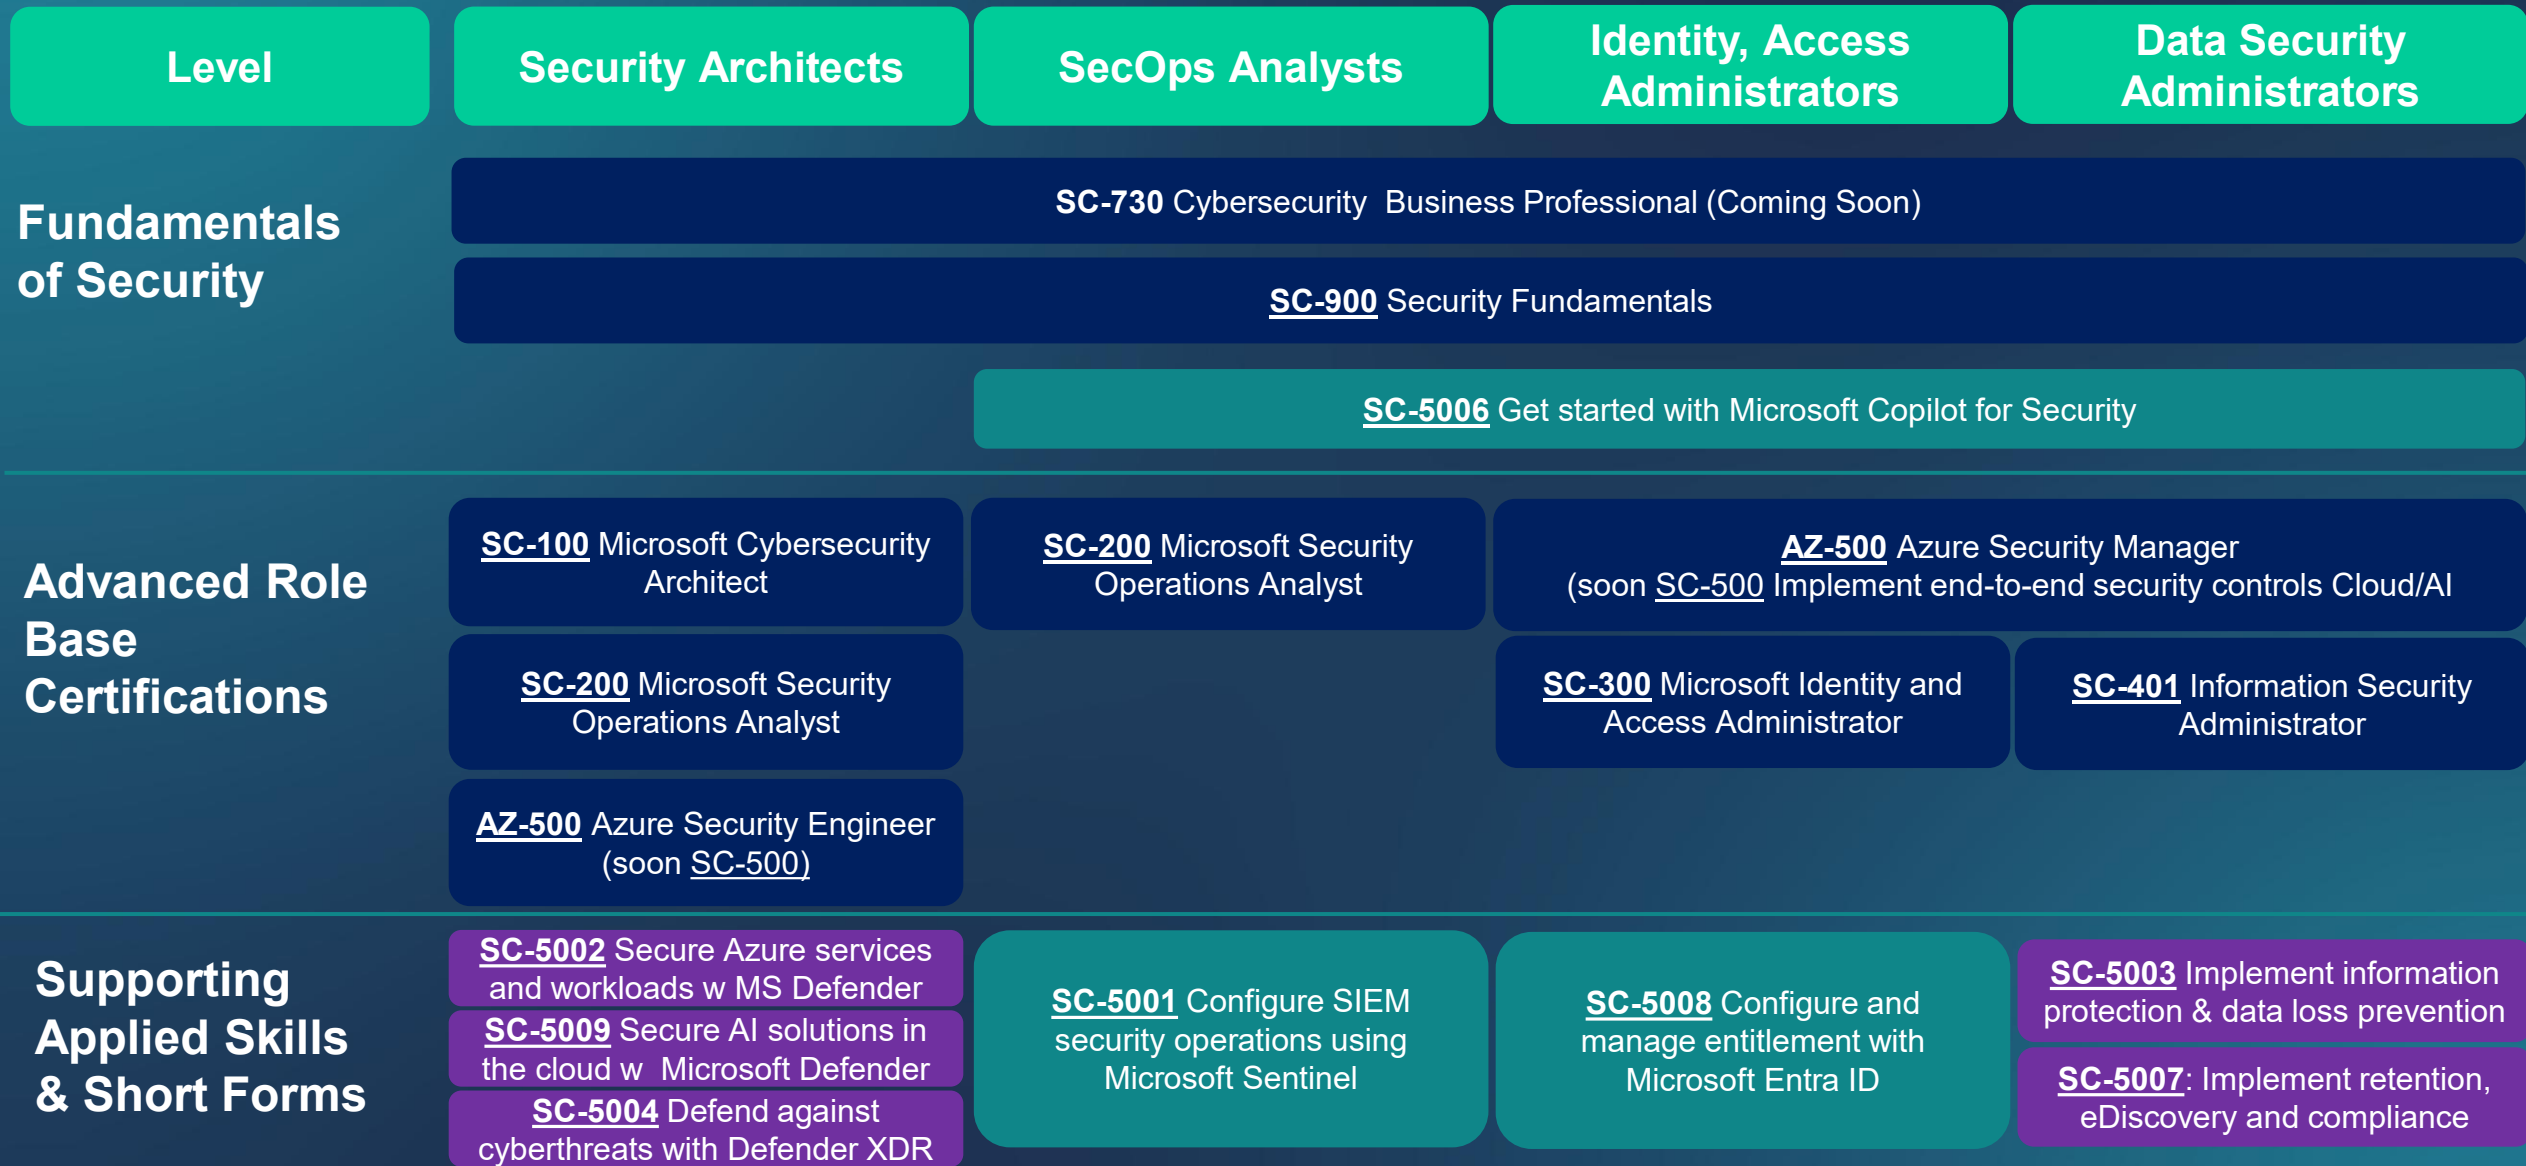 Level
Security Architects
SecOps Analysts
Identity, Access
Administrators
Data Security
Administrators
Fundamentals
of Security
SC-730 Cybersecurity  Business Professional (Coming Soon)
SC-900 Security Fundamentals
SC-5006 Get started with Microsoft Copilot for Security
Advanced Role
Base
Certifications
SC-100 Microsoft Cybersecurity
Architect
SC-200 Microsoft Security
Operations Analyst
AZ-500 Azure Security Engineer
(soon SC-500)
SC-200 Microsoft Security
Operations Analyst
AZ-500 Azure Security Manager
(soon SC-500 Implement end-to-end security controls Cloud/AI
SC-300 Microsoft Identity and
Access Administrator
SC-401 Information Security
Administrator
Supporting
Applied Skills
& Short Forms
SC-5002 Secure Azure services
and workloads w MS Defender
SC-5009 Secure AI solutions in
the cloud w  Microsoft Defender
SC-5004 Defend against
cyberthreats with Defender XDR
SC-5001 Configure SIEM
security operations using
Microsoft Sentinel
SC-5008 Configure and
manage entitlement with
Microsoft Entra ID
SC-5003 Implement information
protection & data loss prevention
SC-5007: Implement retention,
eDiscovery and compliance